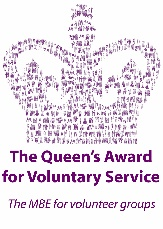 The Queen's Award
for Voluntary Service
The MBE for volunteer groups